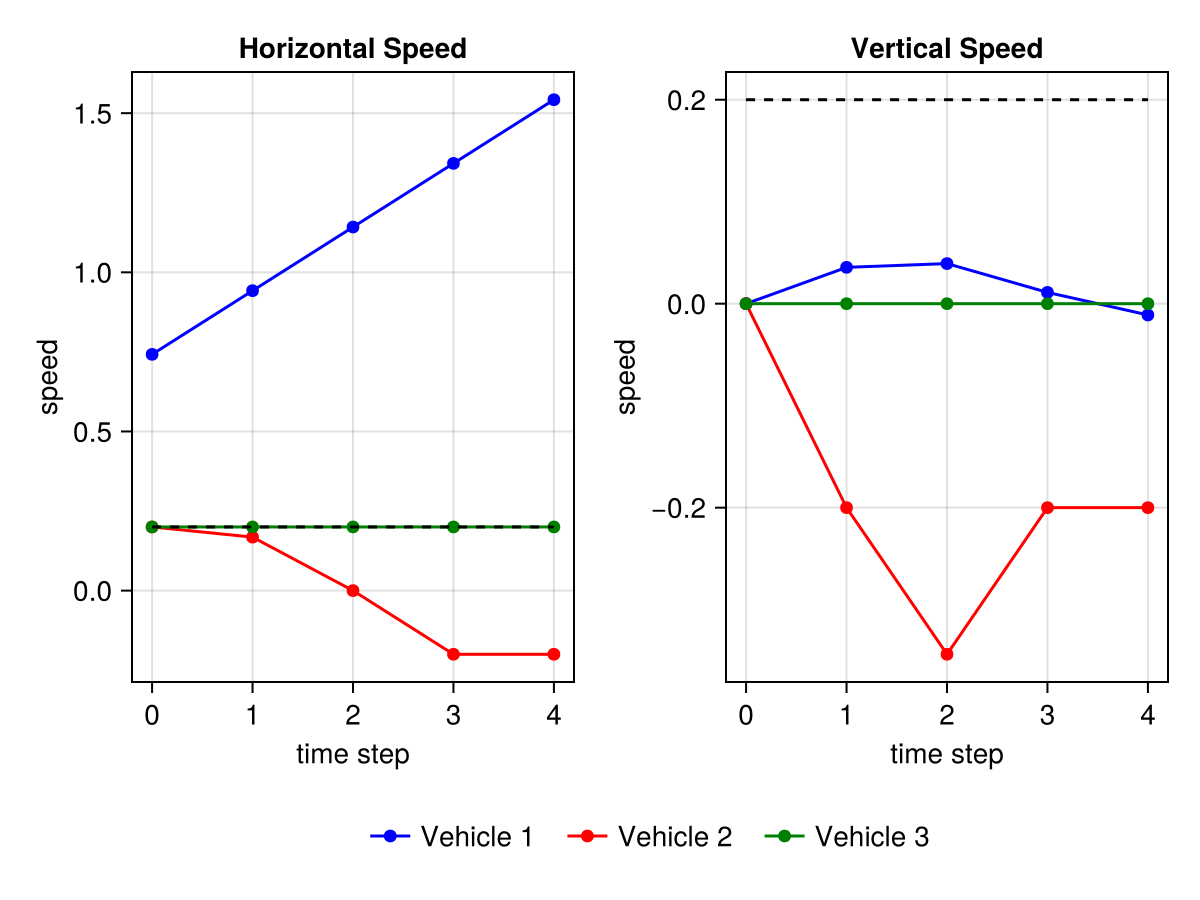 Horizontal Speed
Vertical Speed
speed
1.5
1.0
0.5
0.0
0 1 2 3 4
time step
speed
0.2
0.0
−0.2
0 1 2 3 4
time step
Vehicle 1 Vehicle 2 Vehicle 3